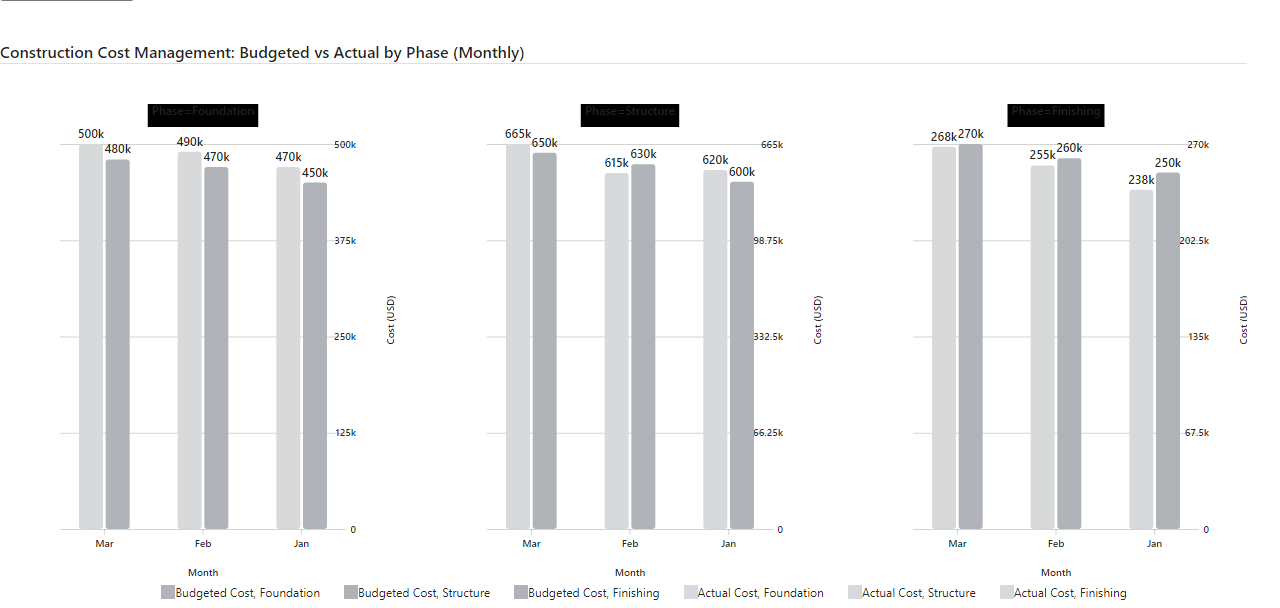 Construction Cost Management: Budgeted vs Actual by Phase (Monthly)
Phase=Foundation
500k
480k
490k
470k
470k
450k
500k
375k
250k
125k
0
Cost (USD)
Mar
Feb
Jan
Month
Phase=Structure
665k
650k
615k
630k
620k
600k
665k
98.75k
332.5k
66.25k
0
Cost (USD)
Mar
Feb
Jan
Month
Phase=Finishing
268k
270k
255k
260k
238k
250k
270k
202.5k
135k
67.5k
0
Cost (USD)
Mar
Feb
Jan
Month
Budgeted Cost, Foundation
Budgeted Cost, Structure
Budgeted Cost, Finishing
Actual Cost, Foundation
Actual Cost, Structure
Actual Cost, Finishing